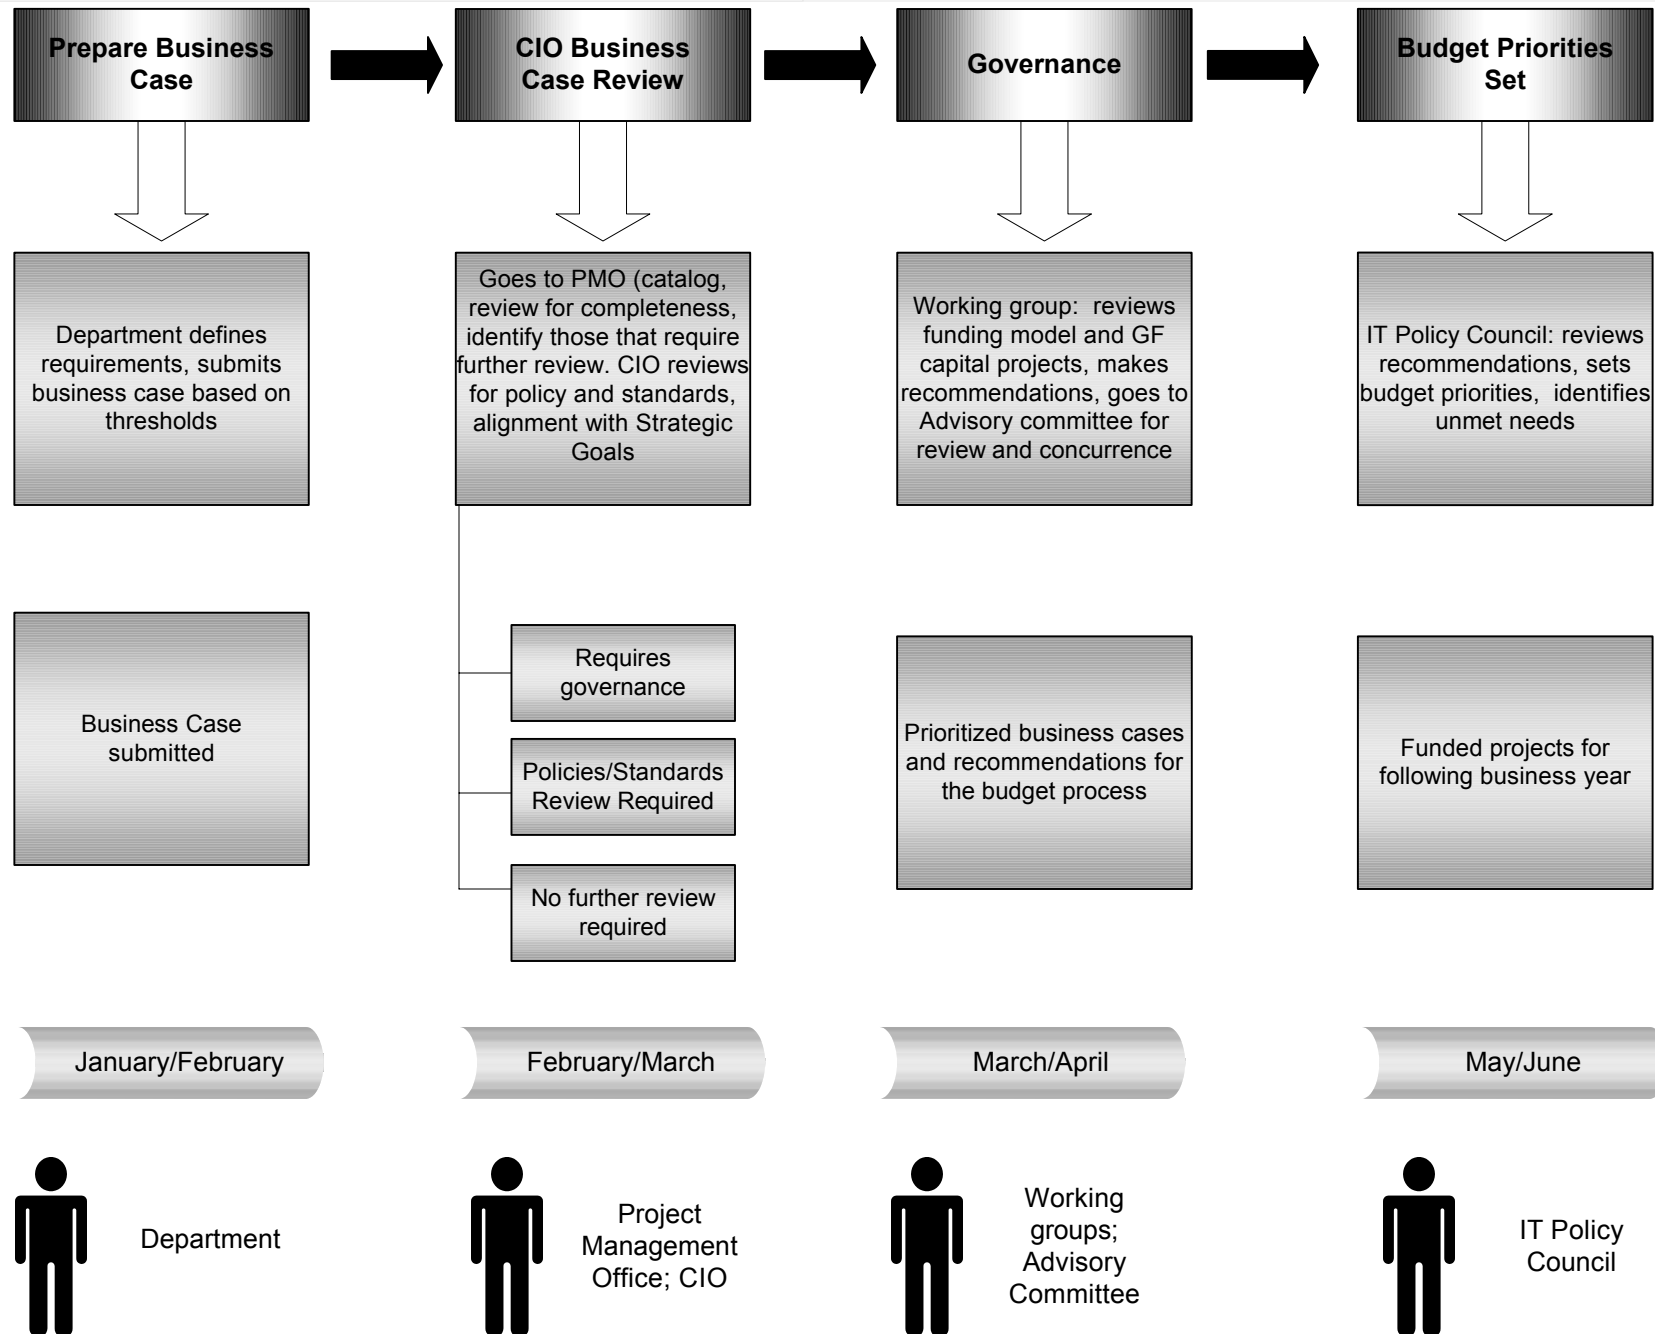 Prepare Business
Case
CIO Business
Case Review
Governance
Budget Priorities
Set
Department defines
requirements, submits
business case based on
thresholds
Goes to PMO (catalog,
review for completeness,
identify those that require
further review. CIO reviews
for policy and standards,
alignment with Strategic
Goals
Working group:  reviews
funding model and GF
capital projects, makes
recommendations, goes to
Advisory committee for
review and concurrence
IT Policy Council: reviews
recommendations, sets
budget priorities,  identifies
unmet needs
Business Case
submitted
Requires
governance
Policies/Standards
Review Required
No further review
required
Prioritized business cases
and recommendations for
the budget process
Funded projects for
following business year
January/February
February/March
March/April
May/June
Department
Project
Management
Office; CIO
Working
groups;
Advisory
Committee
IT Policy
Council